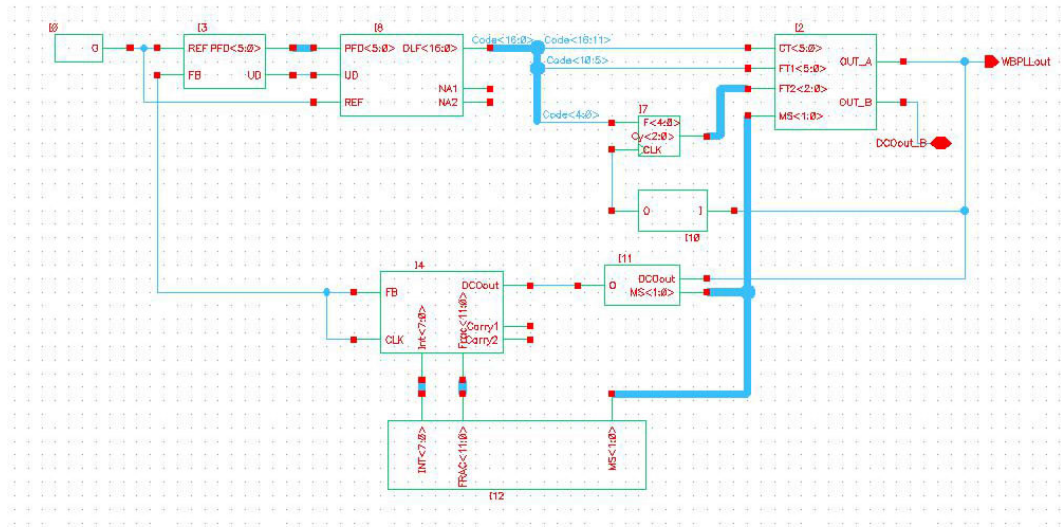 I0
G
I3
REF PFD<5:0>
FB UD
I8
PFD<5:0> DLF<16:0>
UD
NA1
NA2
REF
Code<16:0> Code<16:11>
Code<10:5>
Code<4:0>
I7
F<4:0>
Cy<2:0>
CLK
I2
CT<5:0>
OUT_A
FT1<5:0>
FT2<2:0>
OUT_B
MS<1:0>
WBPLLout
DCOout_B
O I
I10
I11
DCOout
O MS<1:0>
I4
FB DCOout
Int<7:0>
Frac<11:0>
Carry1
CLK Carry2
INT<7:0>
FRAC<11:0>
MS<1:0>
I12